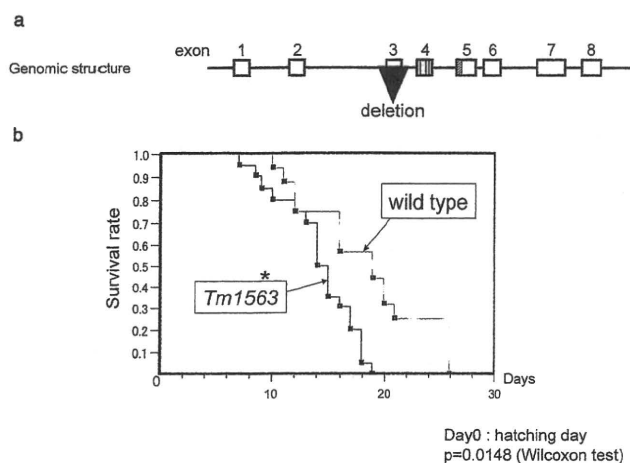 a
exon 1 2 3 4 5 6 7 8
Genomic structure
deletion
b
Survival rate
1.0
0.9
0.8
0.7
0.6
0.5
0.4
0.3
0.2
0.1
wild type
*
Tm1563
0 10 20 30
Days
Day0 : hatching day
p=0.0148 (Wilcoxon test)